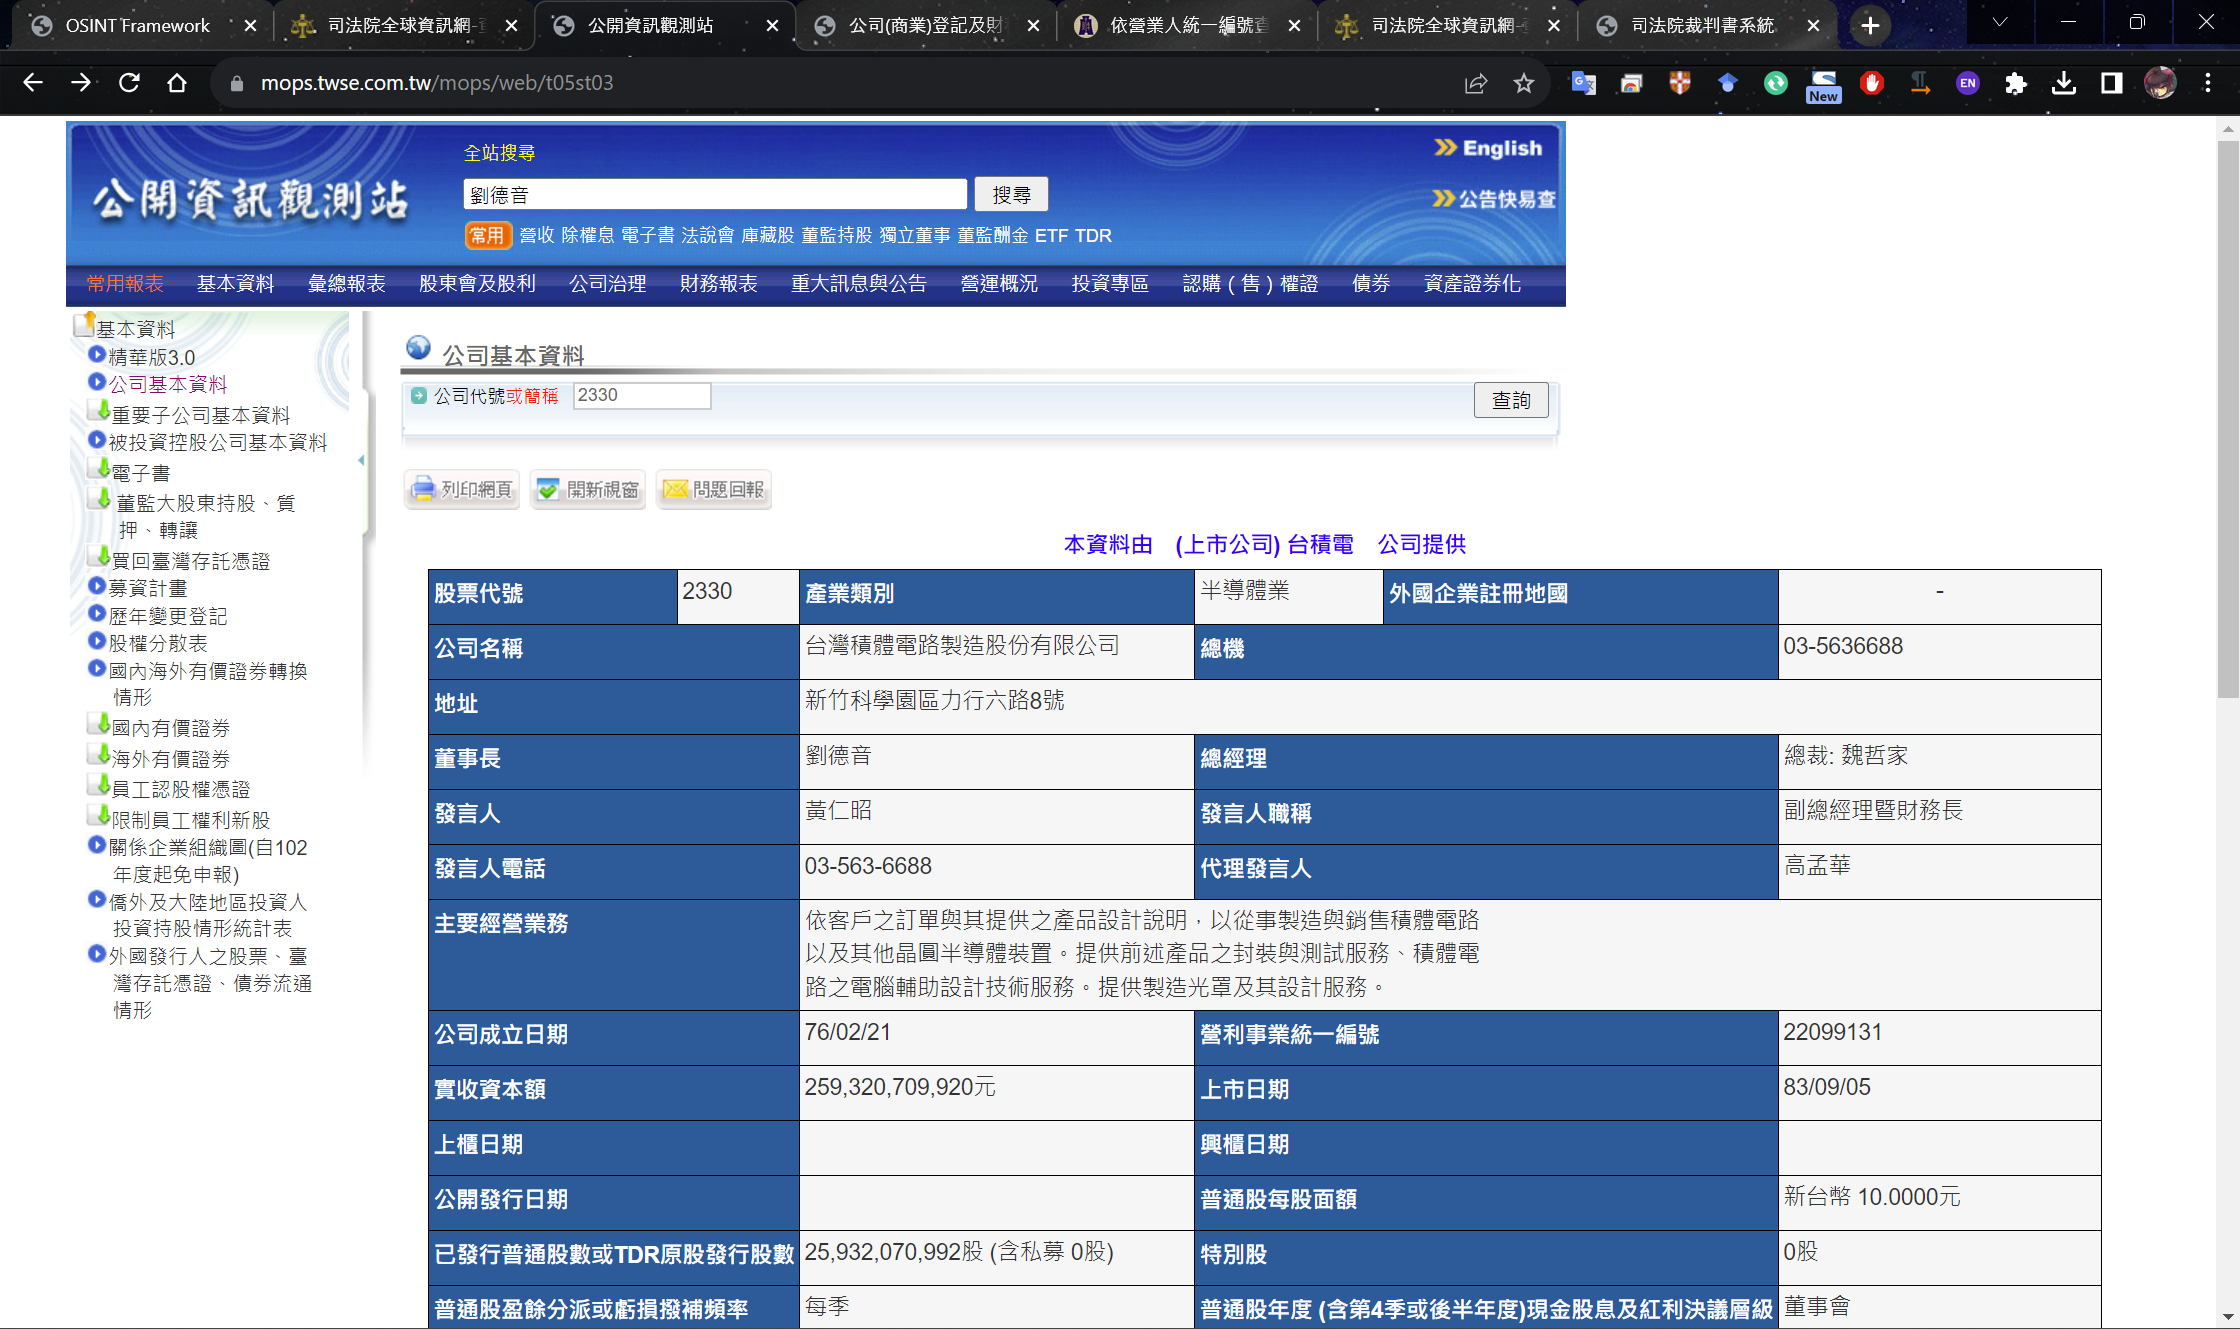 OSINT Framework
司法院全球資訊網-
公開資訊觀測站
公司(商業)登記及財
依營業人統一編號查
司法院全球資訊網-
司法院裁判書系統
mops.twse.com.tw/mops/web/t05st03
New
EN
公開資訊觀測站
全站搜尋
劉德音
搜尋
English
公告快易查
常用 營收 除權息 電子書 法說會 庫藏股 董監持股 獨立董事 董監酬金 ETF TDR
常用報表 基本資料 彙總報表 股東會及股利 公司治理 財務報表 重大訊息與公告 營運概況 投資專區 認購(售)權證 債券 資產證券化
基本資料
精華版3.0
公司基本資料
重要子公司基本資料
被投資控股公司基本資料
電子書
董監大股東持股、質
押、轉讓
買回臺灣存託憑證
募資計畫
歷年變更登記
股權分散表
國內海外有價證券轉換
情形
國內有價證券
海外有價證券
員工認股權憑證
限制員工權利新股
關係企業組織圖(自102
年度起免申報)
僑外及大陸地區投資人
投資持股情形統計表
外國發行人之股票、臺
灣存託憑證、債券流通
情形
公司基本資料
公司代號或簡稱 2330
查詢
列印網頁 開新視窗 問題回報
本資料由 (上市公司) 台積電 公司提供
股票代號 2330 產業類別 半導體業 外國企業註冊地國 -
公司名稱 台灣積體電路製造股份有限公司 總機 03-5636688
地址 新竹科學園區力行六路8號
董事長 劉德音 總經理 總裁: 魏哲家
發言人 黃仁昭 發言人職稱 副總經理暨財務長
發言人電話 03-563-6688 代理發言人 高孟華
主要經營業務 依客戶之訂單與其提供之產品設計說明,以從事製造與銷售積體電路
以及其他晶圓半導體裝置。提供前述產品之封裝與測試服務、積體電
路之電腦輔助設計技術服務。提供製造光罩及其設計服務。
公司成立日期 76/02/21 營利事業統一編號 22099131
實收資本額 259,320,709,920元 上市日期 83/09/05
上櫃日期 興櫃日期
公開發行日期 普通股每股面額 新台幣 10.0000元
已發行普通股數或TDR原股發行股數 25,932,070,992股 (含私募 0股) 特別股 0股
普通股盈餘分派或虧損撥補頻率 每季 普通股年度 (含第4季或後半年度)現金股息及紅利決議層級 董事會